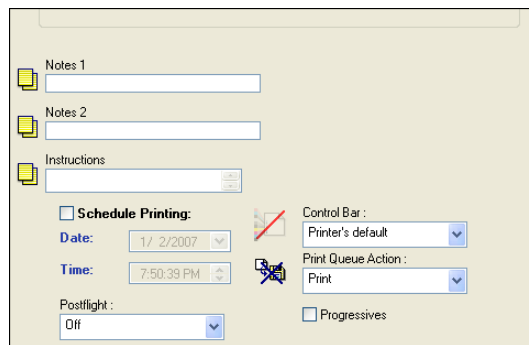 Notes 1
Notes 2
Instructions
Schedule Printing:
Date:
1/ 2/2007
Time:
7:50:39 PM
Postflight :
Off
Control Bar :
Printer's default
Print Queue Action :
Print
Progressives